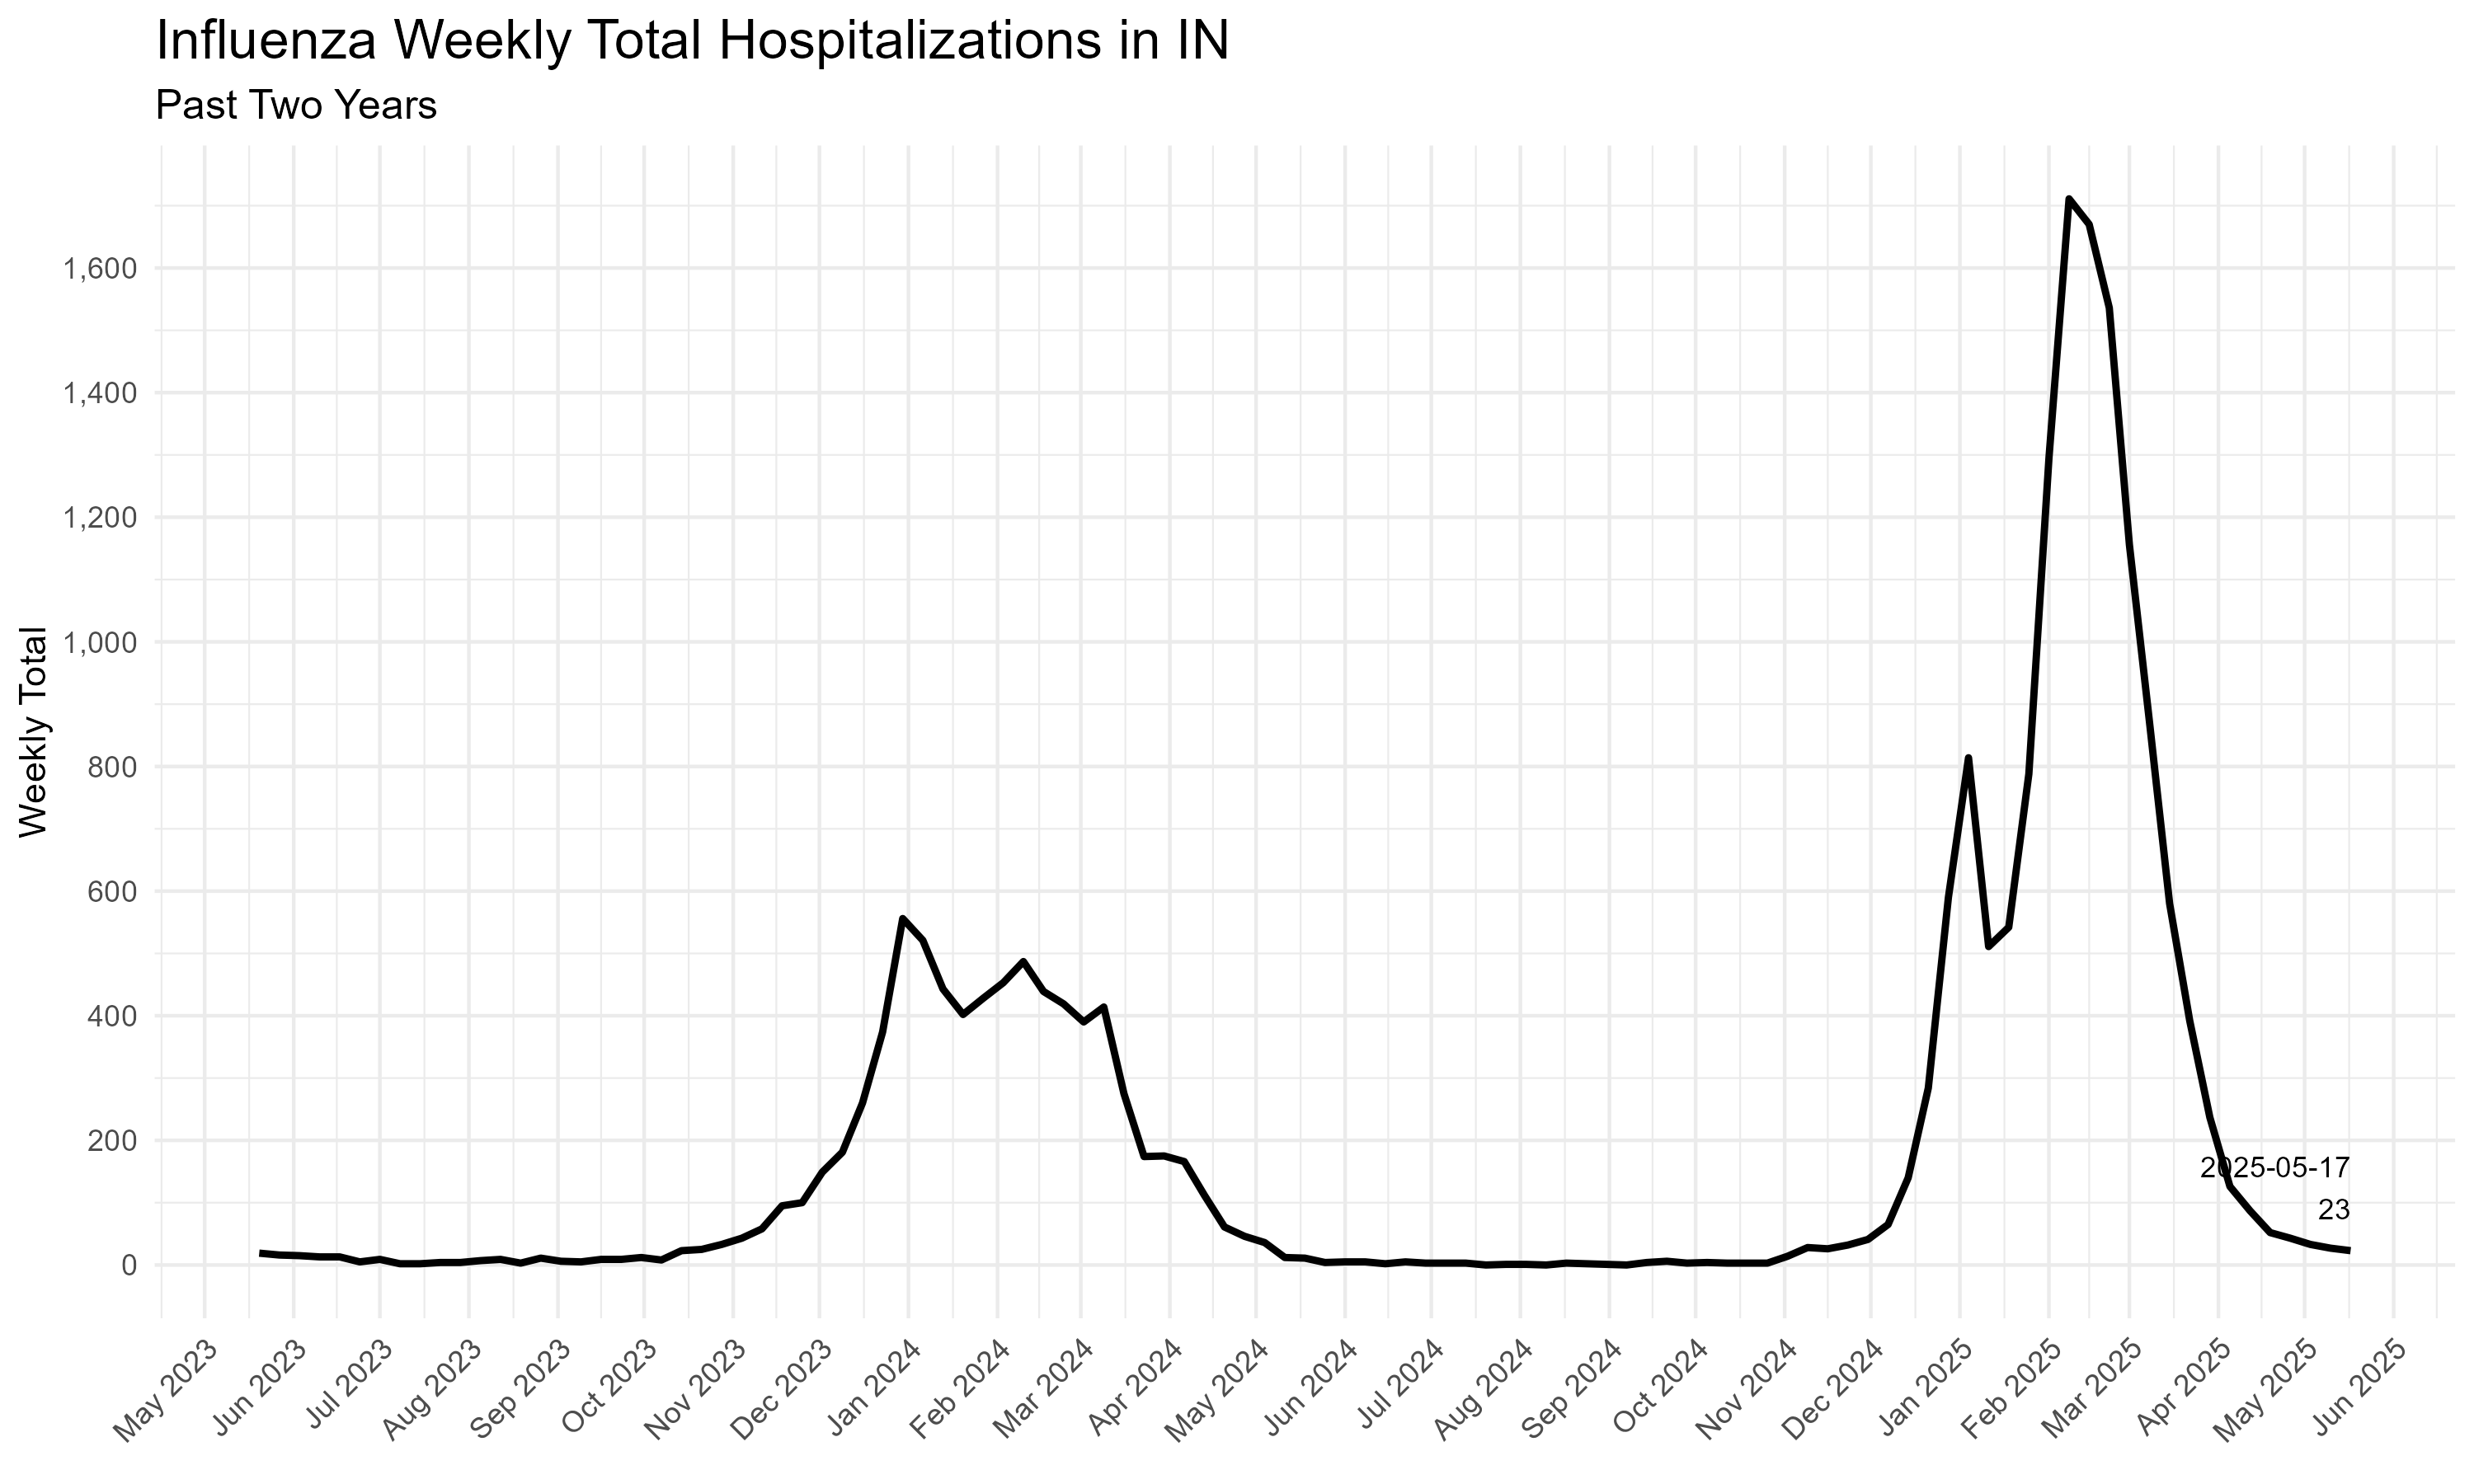 Influenza Weekly Total Hospitalizations in IN
Past Two Years
Weekly Total
1,600
1,400
1,200
1,000
800
600
400
200
0
2025-05-17
23
May 2023
Jun 2023
Jul 2023
Aug 2023
Sep 2023
Oct 2023
Nov 2023
Dec 2023
Jan 2024
Feb 2024
Mar 2024
Apr 2024
May 2024
Jun 2024
Jul 2024
Aug 2024
Sep 2024
Oct 2024
Nov 2024
Dec 2024
Jan 2025
Feb 2025
Mar 2025
Apr 2025
May 2025
Jun 2025